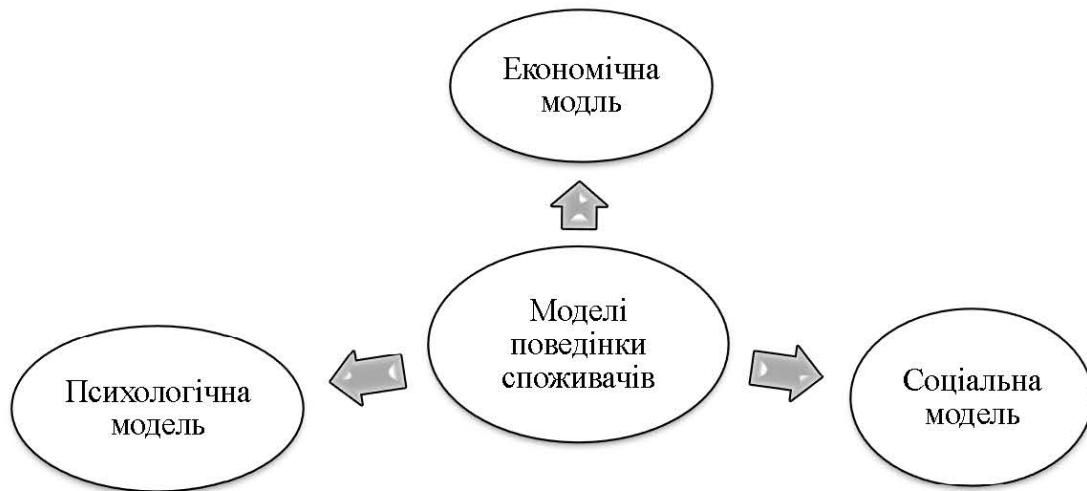 Економічна
модль
Моделі
поведінки
споживачів
Психологічна
модель
Соціальна
модель